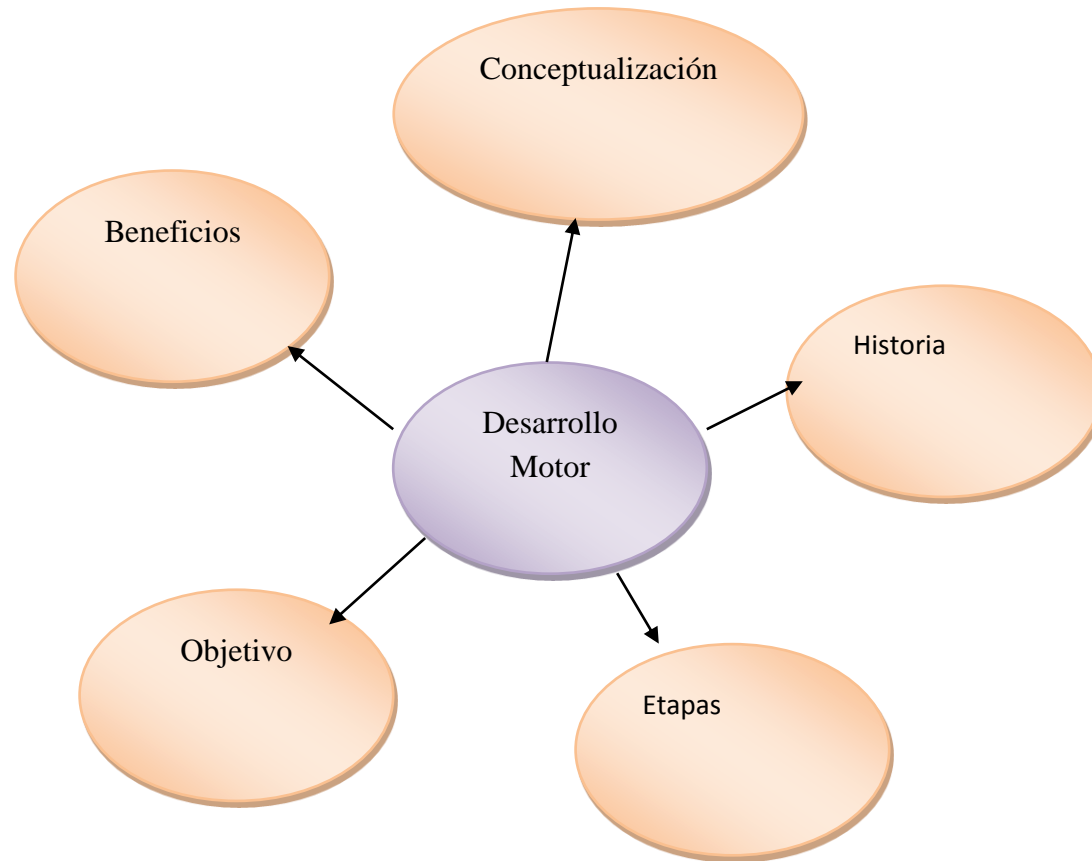 Conceptualización
Beneficios
Historia
Desarrollo
Motor
Objetivo
Etapas